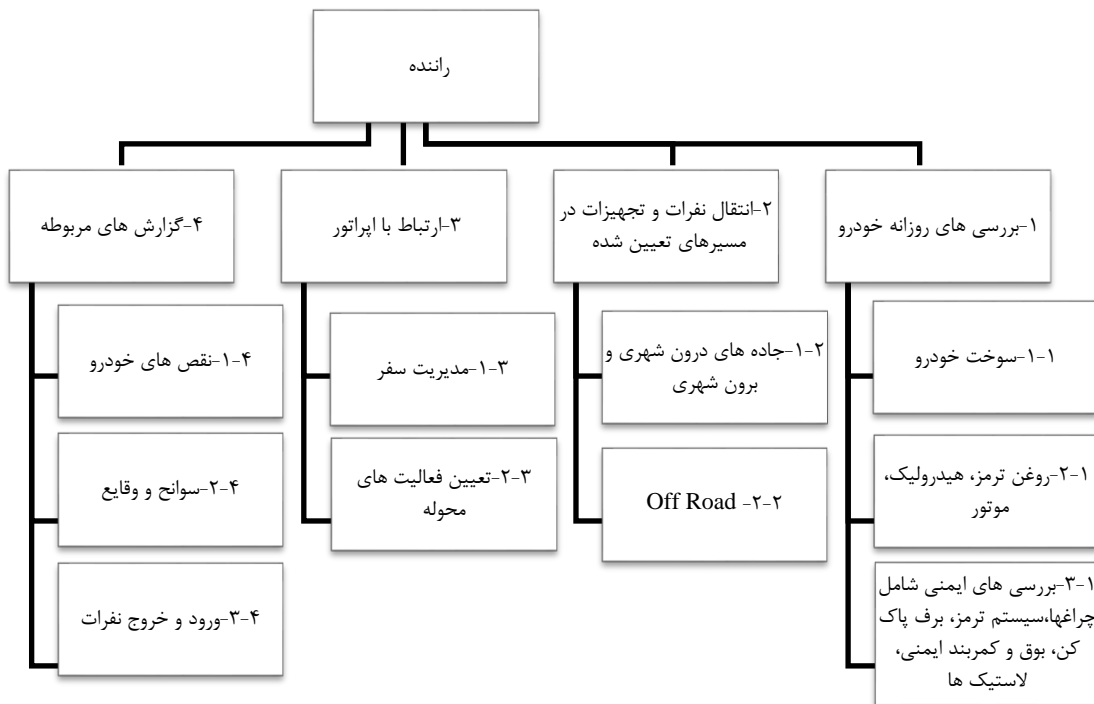 راننده
۱-بررسی های روزانه خودرو
۱-۱-سوخت خودرو
۱-۲-روغن ترمز، هیدرولیک،
موتور
۱-۳-بررسی های ایمنی شامل
چراغها،سیستم ترمز، برف پاک
کن، بوق و کمربند ایمنی،
لاستیک ها
۲-انتقال نفرات و تجهیزات در
مسیرهای تعیین شده
۲-۱-جاده های درون شهری و
برون شهری
۲-۲- Off Road
۳-ارتباط با اپراتور
۳-۱-مدیریت سفر
۳-۲-تعیین فعالیت های
محوله
۴-گزارش های مربوطه
۴-۱-نقص های خودرو
۴-۲-سوانح و وقایع
۴-۳-ورود و خروج نفرات